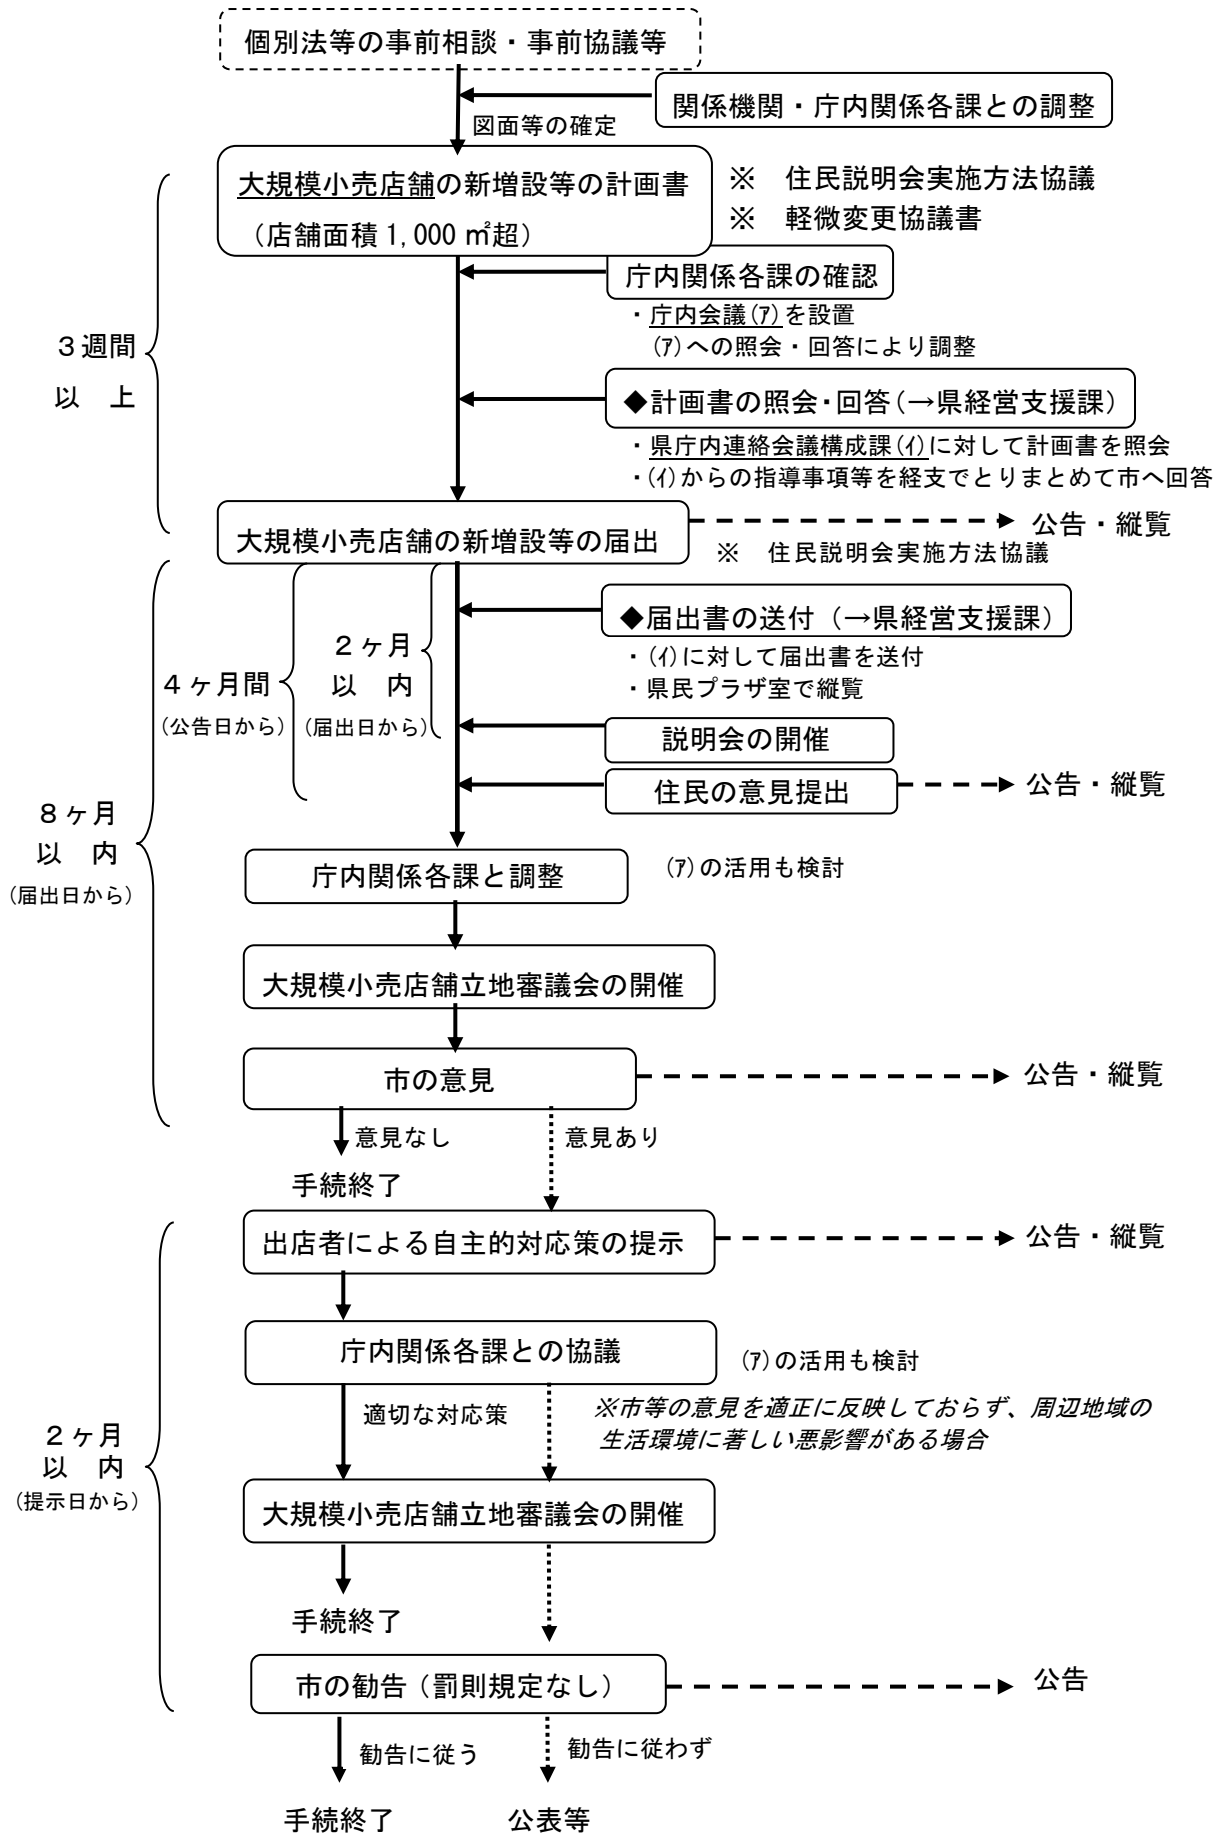 個別法等の事前相談・事前協議等
関係機関・庁内関係各課との調整
図面等の確定
大規模小売店舗の新増設等の計画書
（店舗面積1,000㎡超）
※　住民説明会実施方法協議
※　軽微変更協議書
庁内関係各課の確認
・庁内会議(ｱ)を設置
(ｱ)への照会・回答により調整
３週間
以　上
◆計画書の照会・回答（→県経営支援課）
・県庁内連絡会議構成課(ｲ)に対して計画書を照会
・(ｲ)からの指導事項等を経支でとりまとめて市へ回答
大規模小売店舗の新増設等の届出
公告・縦覧
※　住民説明会実施方法協議
◆届出書の送付（→県経営支援課）
・(ｲ)に対して届出書を送付
・県民プラザ室で縦覧
２ヶ月
以　内
（届出日から）
４ヶ月間
（公告日から）
説明会の開催
住民の意見提出
公告・縦覧
８ヶ月
以　内
（届出日から）
庁内関係各課と調整
(ｱ)の活用も検討
大規模小売店舗立地審議会の開催
市の意見
公告・縦覧
意見なし
意見あり
手続終了
出店者による自主的対応策の提示
公告・縦覧
庁内関係各課との協議
(ｱ)の活用も検討
適切な対応策
※市等の意見を適正に反映しておらず、周辺地域の
生活環境に著しい悪影響がある場合
２ヶ月
以　内
（提示日から）
大規模小売店舗立地審議会の開催
手続終了
市の勧告（罰則規定なし）
公告
勧告に従う
勧告に従わず
手続終了
公表等